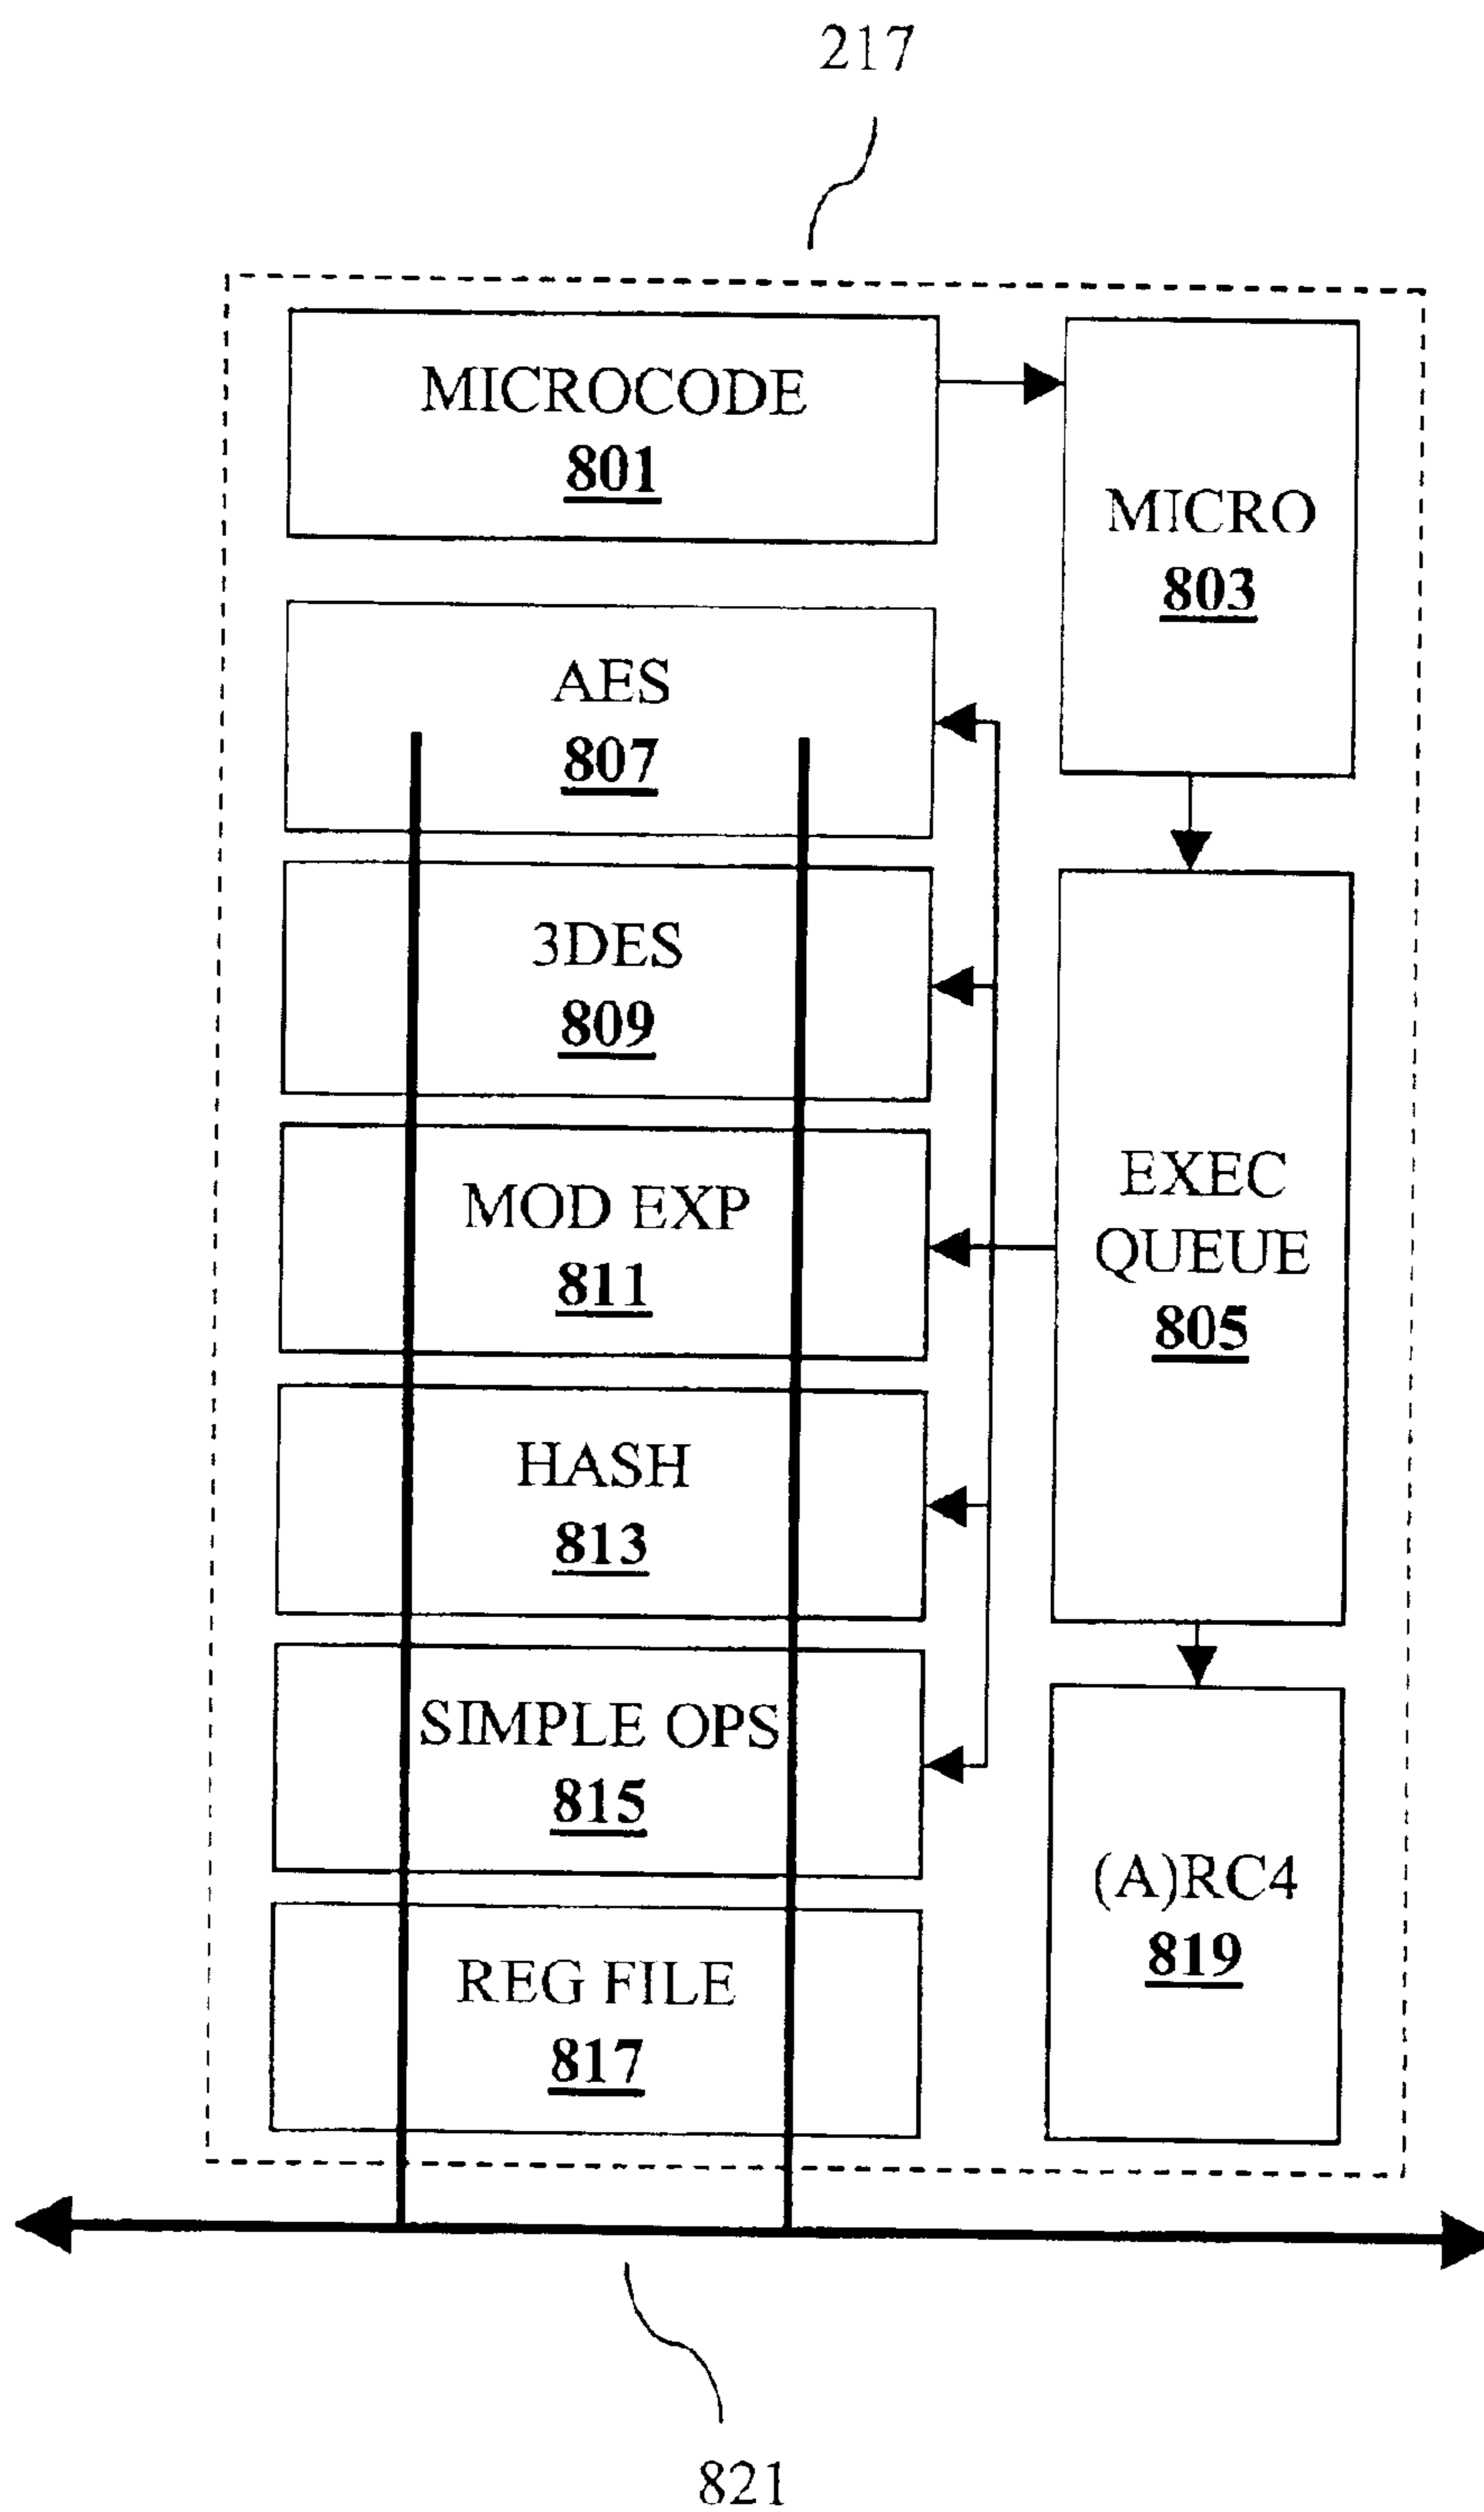 217
MICROCODE
801
MICRO
803
AES
807
3DES
809
MOD EXP
811
EXEC
QUEUE
805
HASH
813
SIMPLE OPS
815
(A)RC4
819
REG FILE
817
821